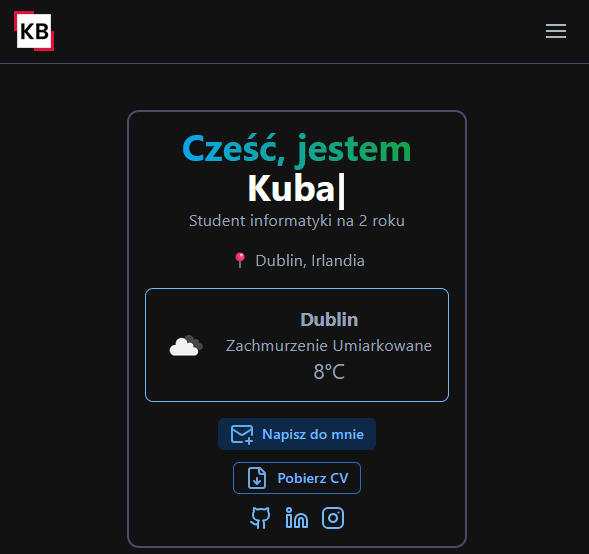 KB
Cześć, jestem
Kuba|
Student informatyki na 2 roku
Dublin, Irlandia
Dublin
Zachmurzenie Umiarkowane
8°C
Napisz do mnie
Pobierz CV